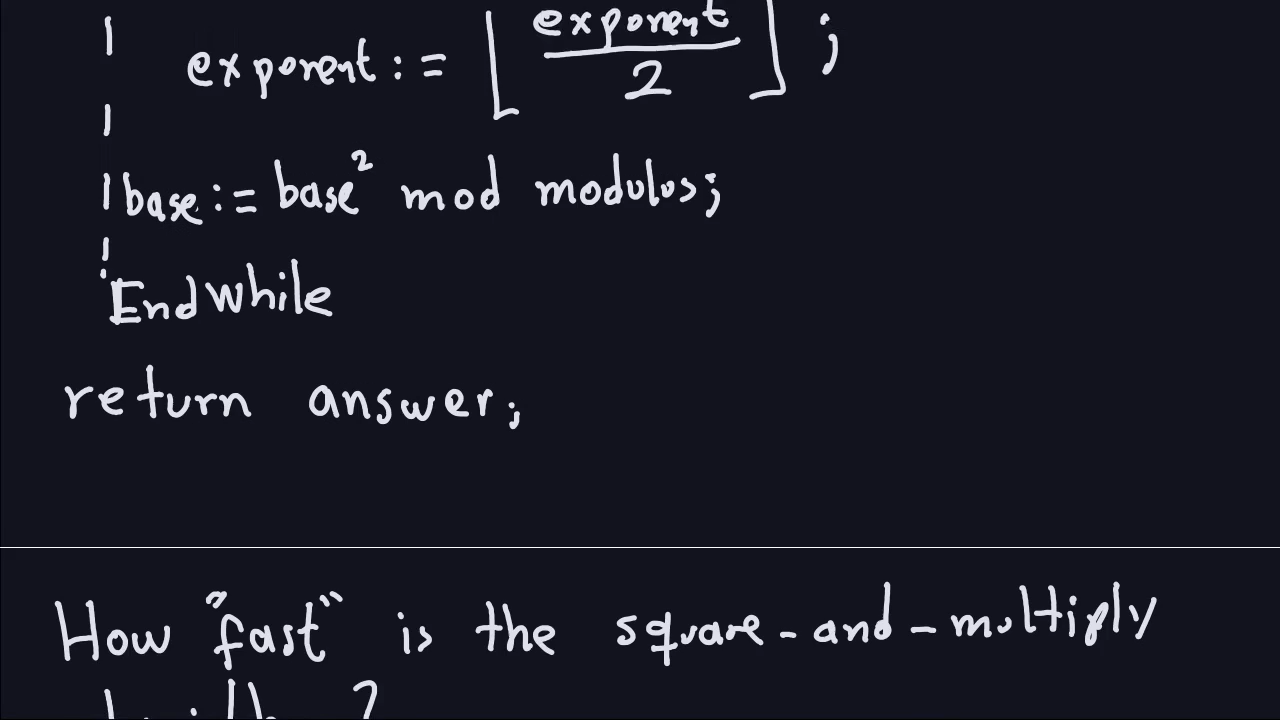 exponent := ⌊ exponent / 2 ⌋ ;
base := base² mod modulus;
EndWhile
return answer;
How "fast" is the square-and-multiply